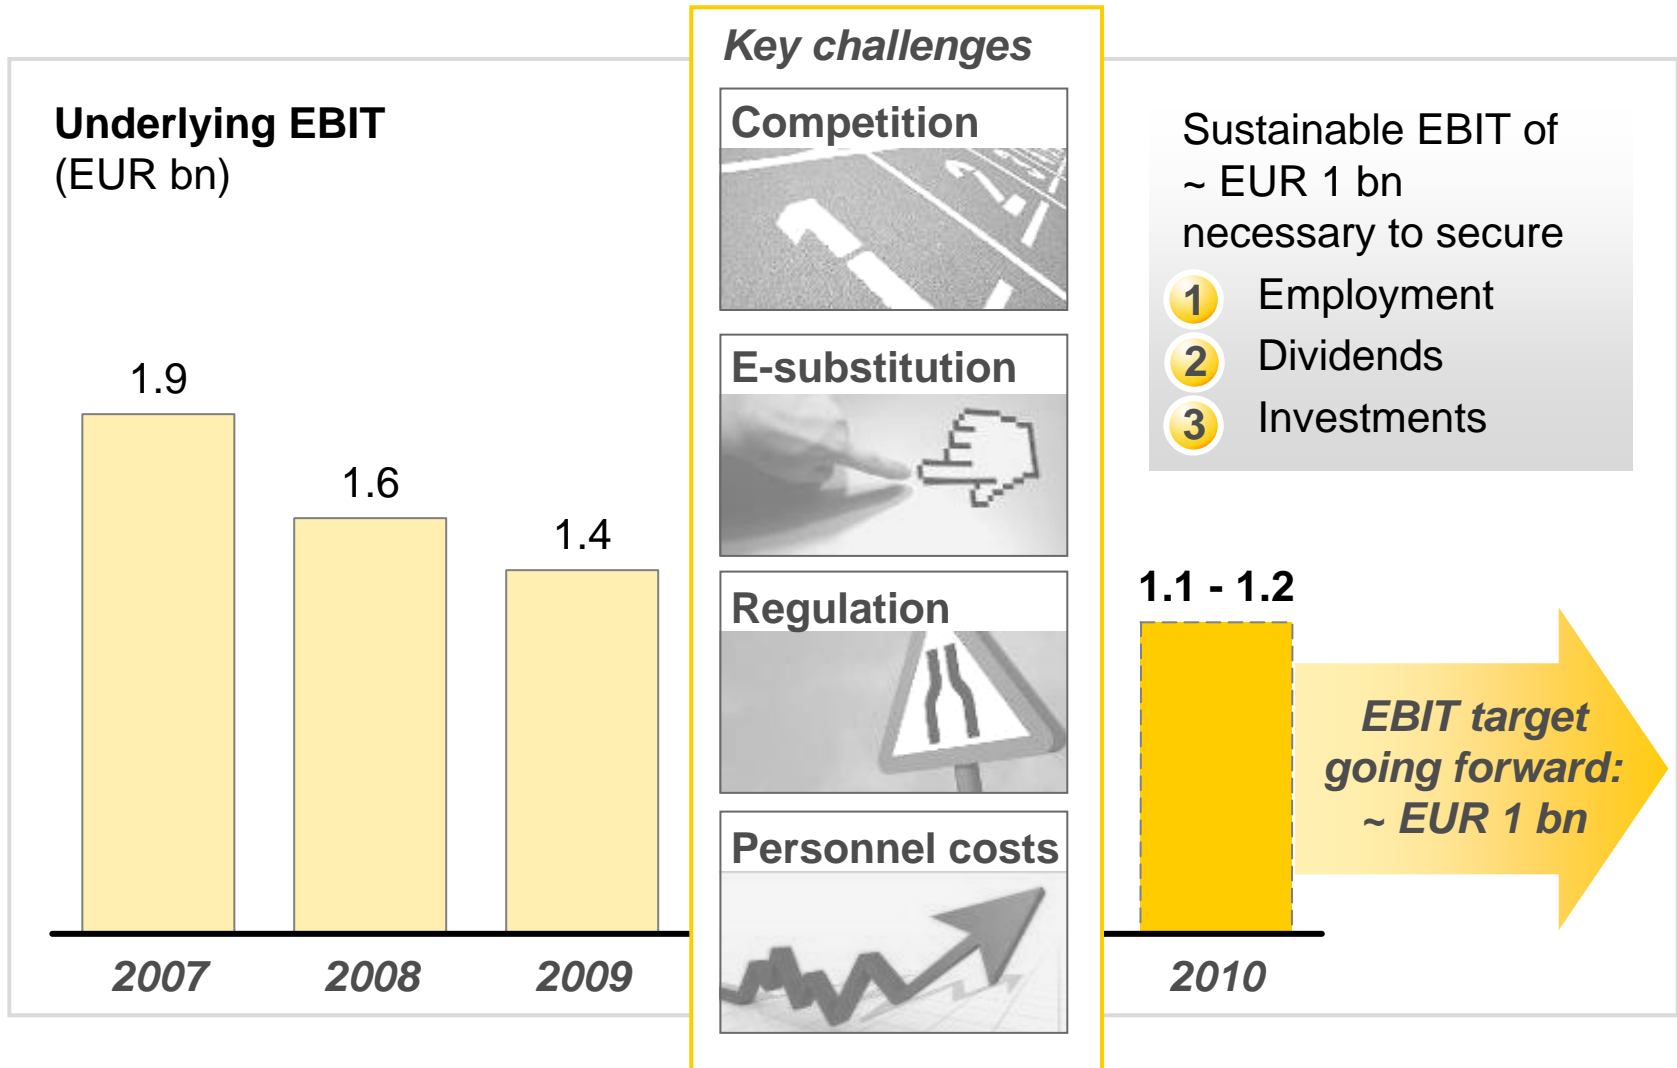 Underlying EBIT
(EUR bn)
1.9
1.6
1.4
2007
2008
2009
Key challenges
Competition
E-substitution
Regulation
Personnel costs
Sustainable EBIT of
~ EUR 1 bn
necessary to secure
1 Employment
2 Dividends
3 Investments
1.1 - 1.2
2010
EBIT target
going forward:
~ EUR 1 bn